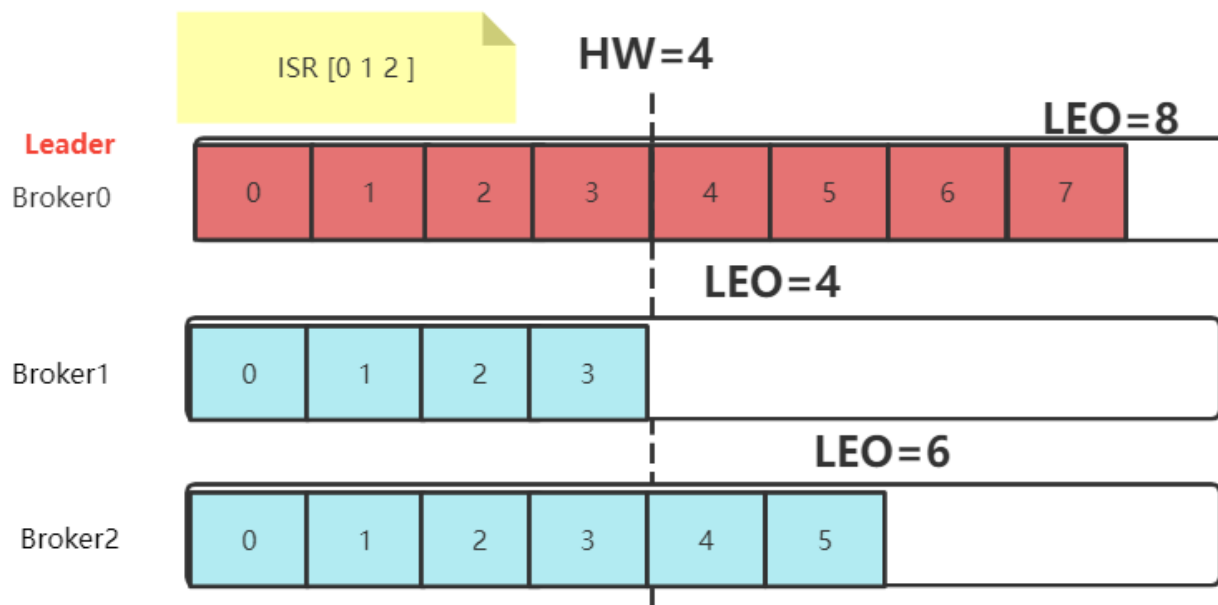 ISR [0 1 2 ]
HW=4
LEO=8
Leader
Broker0
0 1 2 3 4 5 6 7
LEO=4
Broker1
0 1 2 3
LEO=6
Broker2
0 1 2 3 4 5